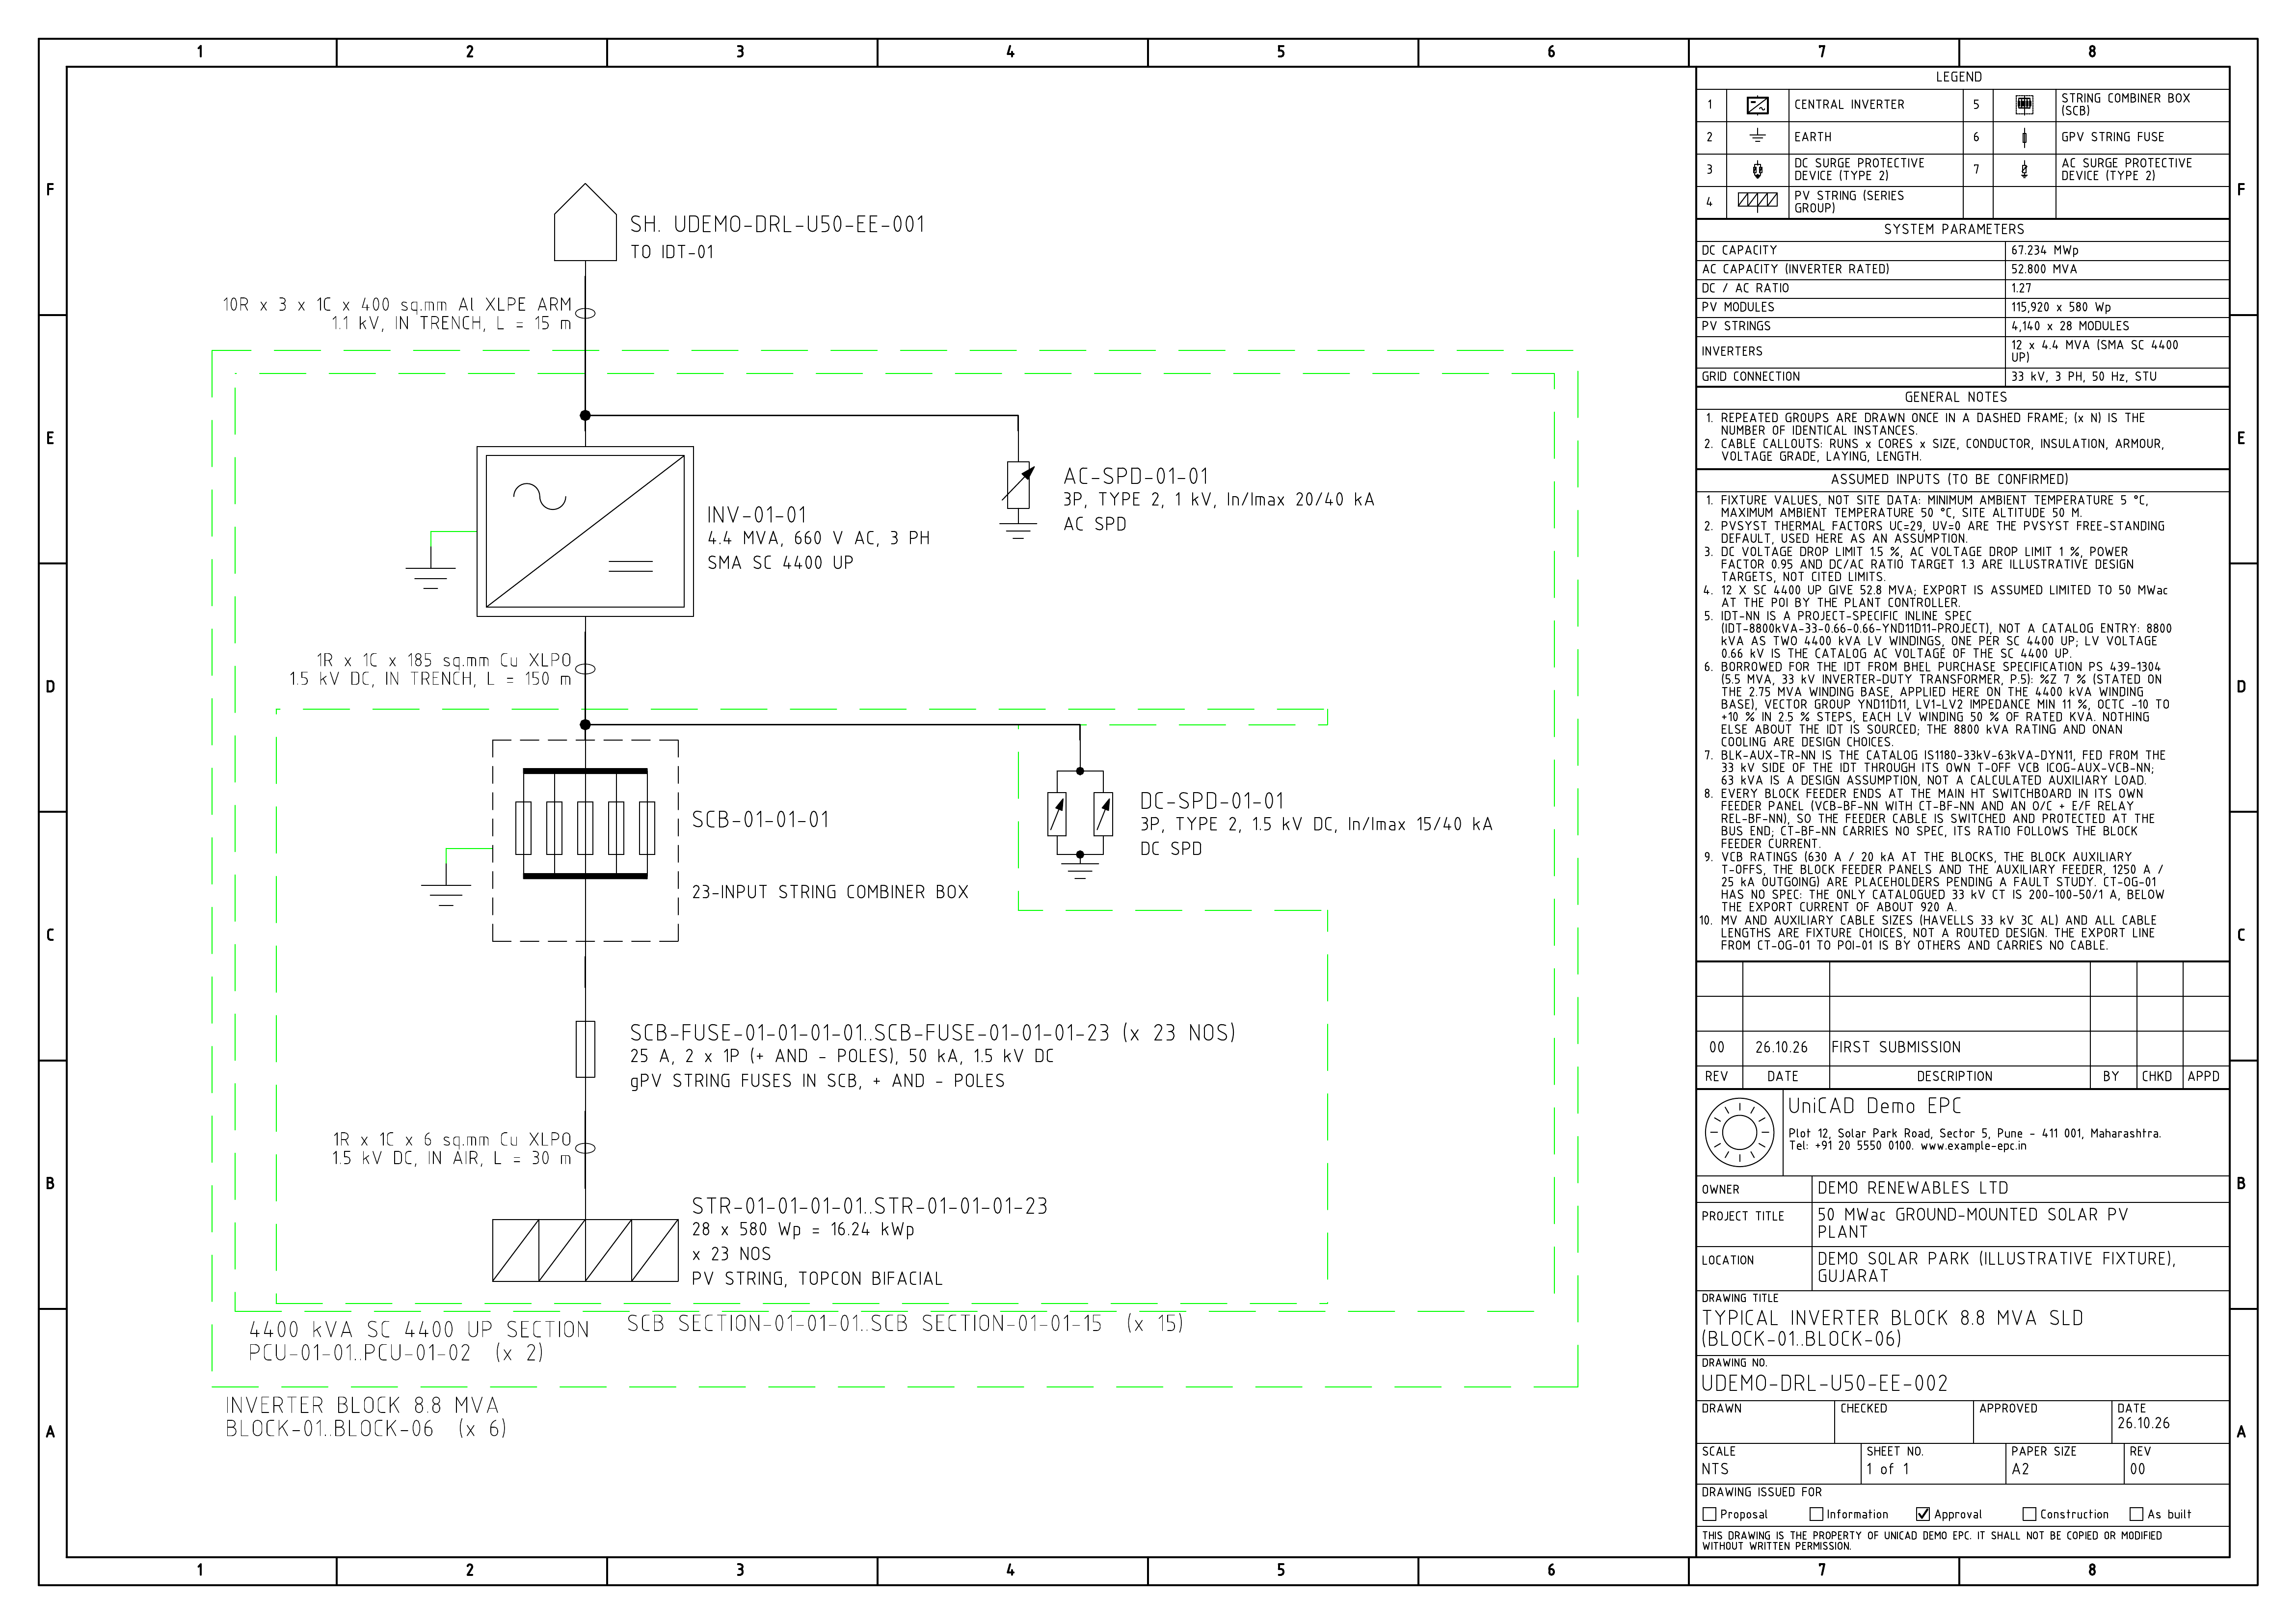 1 2 3 4 5 6 7 8
F
E
D
C
B
A
SH. UDEMO-DRL-U50-EE-001
TO IDT-01
10R x 3 x 1C x 400 sq.mm Al XLPE ARM
1.1 kV, IN TRENCH, L = 15 m
AC-SPD-01-01
3P, TYPE 2, 1 kV, In/Imax 20/40 kA
AC SPD
INV-01-01
4.4 MVA, 660 V AC, 3 PH
SMA SC 4400 UP
1R x 1C x 185 sq.mm Cu XLPO
1.5 kV DC, IN TRENCH, L = 150 m
DC-SPD-01-01
3P, TYPE 2, 1.5 kV DC, In/Imax 15/40 kA
DC SPD
SCB-01-01-01
23-INPUT STRING COMBINER BOX
SCB-FUSE-01-01-01-01..SCB-FUSE-01-01-01-23 (x 23 NOS)
25 A, 2 x 1P (+ AND - POLES), 50 kA, 1.5 kV DC
gPV STRING FUSES IN SCB, + AND - POLES
1R x 1C x 6 sq.mm Cu XLPO
1.5 kV DC, IN AIR, L = 30 m
STR-01-01-01-01..STR-01-01-01-23
28 x 580 Wp = 16.24 kWp
x 23 NOS
PV STRING, TOPCON BIFACIAL
SCB SECTION-01-01-01..SCB SECTION-01-01-15 (x 15)
4400 kVA SC 4400 UP SECTION
PCU-01-01..PCU-01-02 (x 2)
INVERTER BLOCK 8.8 MVA
BLOCK-01..BLOCK-06 (x 6)
LEGEND
1 CENTRAL INVERTER
5 STRING COMBINER BOX
(SCB)
2 EARTH
6 GPV STRING FUSE
3 DC SURGE PROTECTIVE
DEVICE (TYPE 2)
7 AC SURGE PROTECTIVE
DEVICE (TYPE 2)
4 PV STRING (SERIES
GROUP)
SYSTEM PARAMETERS
DC CAPACITY 67.234 MWp
AC CAPACITY (INVERTER RATED) 52.800 MVA
DC / AC RATIO 1.27
PV MODULES 115,920 x 580 Wp
PV STRINGS 4,140 x 28 MODULES
INVERTERS 12 x 4.4 MVA (SMA SC 4400
UP)
GRID CONNECTION 33 kV, 3 PH, 50 Hz, STU
GENERAL NOTES
1. REPEATED GROUPS ARE DRAWN ONCE IN A DASHED FRAME; (x N) IS THE
NUMBER OF IDENTICAL INSTANCES.
2. CABLE CALLOUTS: RUNS x CORES x SIZE, CONDUCTOR, INSULATION, ARMOUR,
VOLTAGE GRADE, LAYING, LENGTH.
ASSUMED INPUTS (TO BE CONFIRMED)
1. FIXTURE VALUES, NOT SITE DATA: MINIMUM AMBIENT TEMPERATURE 5 °C,
MAXIMUM AMBIENT TEMPERATURE 50 °C, SITE ALTITUDE 50 M.
2. PVSYST THERMAL FACTORS UC=29, UV=0 ARE THE PVSYST FREE-STANDING
DEFAULT, USED HERE AS AN ASSUMPTION.
3. DC VOLTAGE DROP LIMIT 1.5 %, AC VOLTAGE DROP LIMIT 1 %, POWER
FACTOR 0.95 AND DC/AC RATIO TARGET 1.3 ARE ILLUSTRATIVE DESIGN
TARGETS, NOT CITED LIMITS.
4. 12 X SC 4400 UP GIVE 52.8 MVA; EXPORT IS ASSUMED LIMITED TO 50 MWac
AT THE POI BY THE PLANT CONTROLLER.
5. IDT-NN IS A PROJECT-SPECIFIC INLINE SPEC
(IDT-8800kVA-33-0.66-0.66-YND11D11-PROJECT), NOT A CATALOG ENTRY: 8800
kVA AS TWO 4400 kVA LV WINDINGS, ONE PER SC 4400 UP; LV VOLTAGE
0.66 kV IS THE CATALOG AC VOLTAGE OF THE SC 4400 UP.
6. BORROWED FOR THE IDT FROM BHEL PURCHASE SPECIFICATION PS 439-1304
(5.5 MVA, 33 kV INVERTER-DUTY TRANSFORMER, P.5): %Z 7 % (STATED ON
THE 2.75 MVA WINDING BASE, APPLIED HERE ON THE 4400 kVA WINDING
BASE), VECTOR GROUP YND11D11, LV1-LV2 IMPEDANCE MIN 11 %, OCTC -10 TO
+10 % IN 2.5 % STEPS, EACH LV WINDING 50 % OF RATED KVA. NOTHING
ELSE ABOUT THE IDT IS SOURCED; THE 8800 kVA RATING AND ONAN
COOLING ARE DESIGN CHOICES.
7. BLK-AUX-TR-NN IS THE CATALOG IS1180-33kV-63kVA-DYN11, FED FROM THE
33 kV SIDE OF THE IDT THROUGH ITS OWN T-OFF VCB ICOG-AUX-VCB-NN;
63 kVA IS A DESIGN ASSUMPTION, NOT A CALCULATED AUXILIARY LOAD.
8. EVERY BLOCK FEEDER ENDS AT THE MAIN HT SWITCHBOARD IN ITS OWN
FEEDER PANEL (VCB-BF-NN WITH CT-BF-NN AND AN O/C + E/F RELAY
REL-BF-NN), SO THE FEEDER CABLE IS SWITCHED AND PROTECTED AT THE
BUS END; CT-BF-NN CARRIES NO SPEC, ITS RATIO FOLLOWS THE BLOCK
FEEDER CURRENT.
9. VCB RATINGS (630 A / 20 kA AT THE BLOCKS, THE BLOCK AUXILIARY
T-OFFS, THE BLOCK FEEDER PANELS AND THE AUXILIARY FEEDER, 1250 A /
25 kA OUTGOING) ARE PLACEHOLDERS PENDING A FAULT STUDY. CT-OG-01
HAS NO SPEC: THE ONLY CATALOGUED 33 kV CT IS 200-100-50/1 A, BELOW
THE EXPORT CURRENT OF ABOUT 920 A.
10. MV AND AUXILIARY CABLE SIZES (HAVELLS 33 kV 3C AL) AND ALL CABLE
LENGTHS ARE FIXTURE CHOICES, NOT A ROUTED DESIGN. THE EXPORT LINE
FROM CT-OG-01 TO POI-01 IS BY OTHERS AND CARRIES NO CABLE.
00 26.10.26 FIRST SUBMISSION
REV DATE DESCRIPTION BY CHKD APPD
UniCAD Demo EPC
Plot 12, Solar Park Road, Sector 5, Pune - 411 001, Maharashtra.
Tel: +91 20 5550 0100. www.example-epc.in
OWNER DEMO RENEWABLES LTD
PROJECT TITLE 50 MWac GROUND-MOUNTED SOLAR PV
PLANT
LOCATION DEMO SOLAR PARK (ILLUSTRATIVE FIXTURE),
GUJARAT
DRAWING TITLE
TYPICAL INVERTER BLOCK 8.8 MVA SLD
(BLOCK-01..BLOCK-06)
DRAWING NO.
UDEMO-DRL-U50-EE-002
DRAWN CHECKED APPROVED DATE
26.10.26
SCALE SHEET NO. PAPER SIZE REV
NTS 1 of 1 A2 00
DRAWING ISSUED FOR
Proposal Information Approval Construction As built
THIS DRAWING IS THE PROPERTY OF UNICAD DEMO EPC. IT SHALL NOT BE COPIED OR MODIFIED
WITHOUT WRITTEN PERMISSION.
F
E
D
C
B
A
1 2 3 4 5 6 7 8